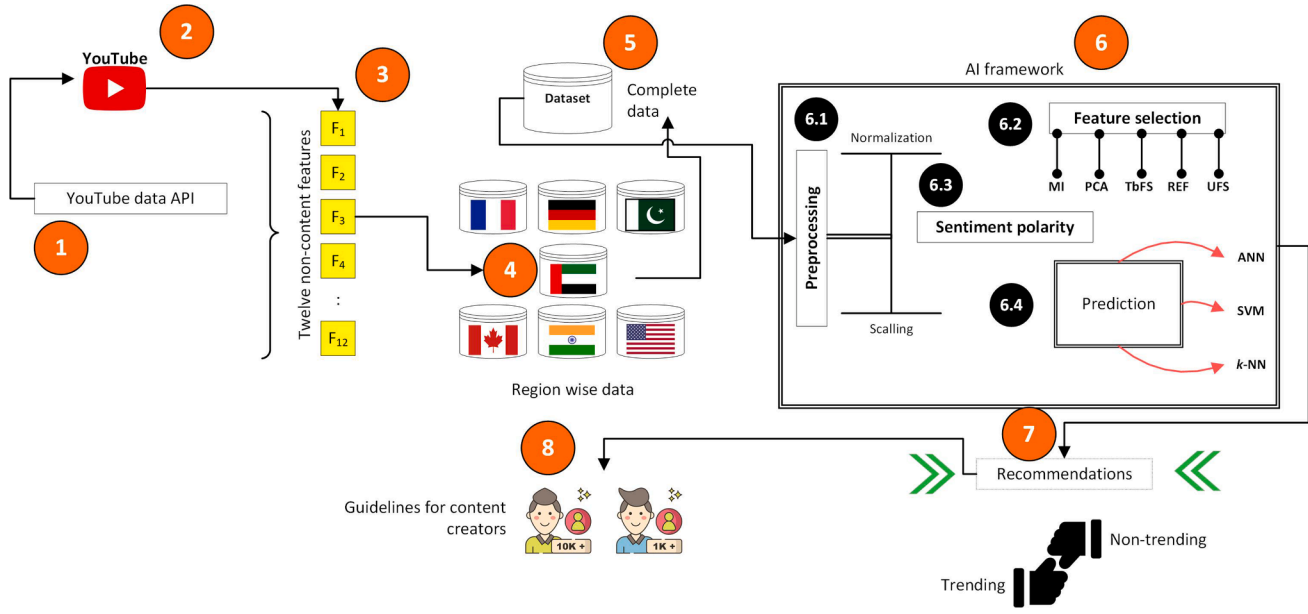 1
YouTube data API
2
YouTube
3
Twelve non-content features
F1
F2
F3
F4
:
F12
4
Region wise data
5
Dataset
Complete
data
6
AI framework
6.1
Preprocessing
Normalization
Scalling
6.2
Feature selection
MI
PCA
TbFS
REF
UFS
6.3
Sentiment polarity
6.4
Prediction
ANN
SVM
k-NN
7
Recommendations
Non-trending
Trending
8
Guidelines for content
creators
10K +
1K +